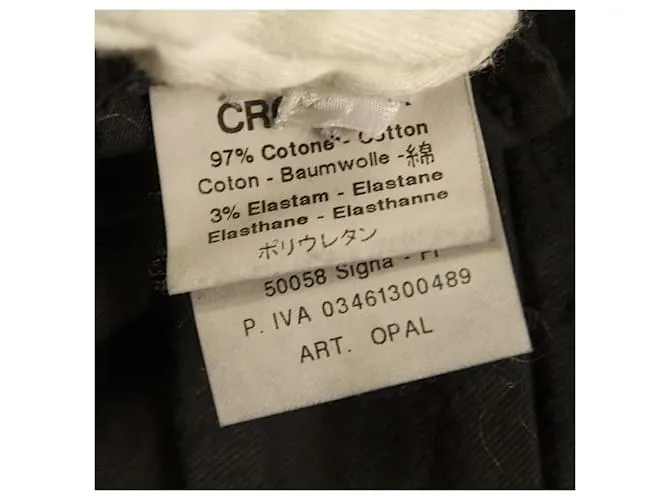 97% Cotone - Cotton
Coton - Baumwolle - 綿
3% Elastam - Elastane
Elasthane - Elasthanne
ポリウレタン
50058 Signa - FI
P. IVA 03461300489
ART. OPAL